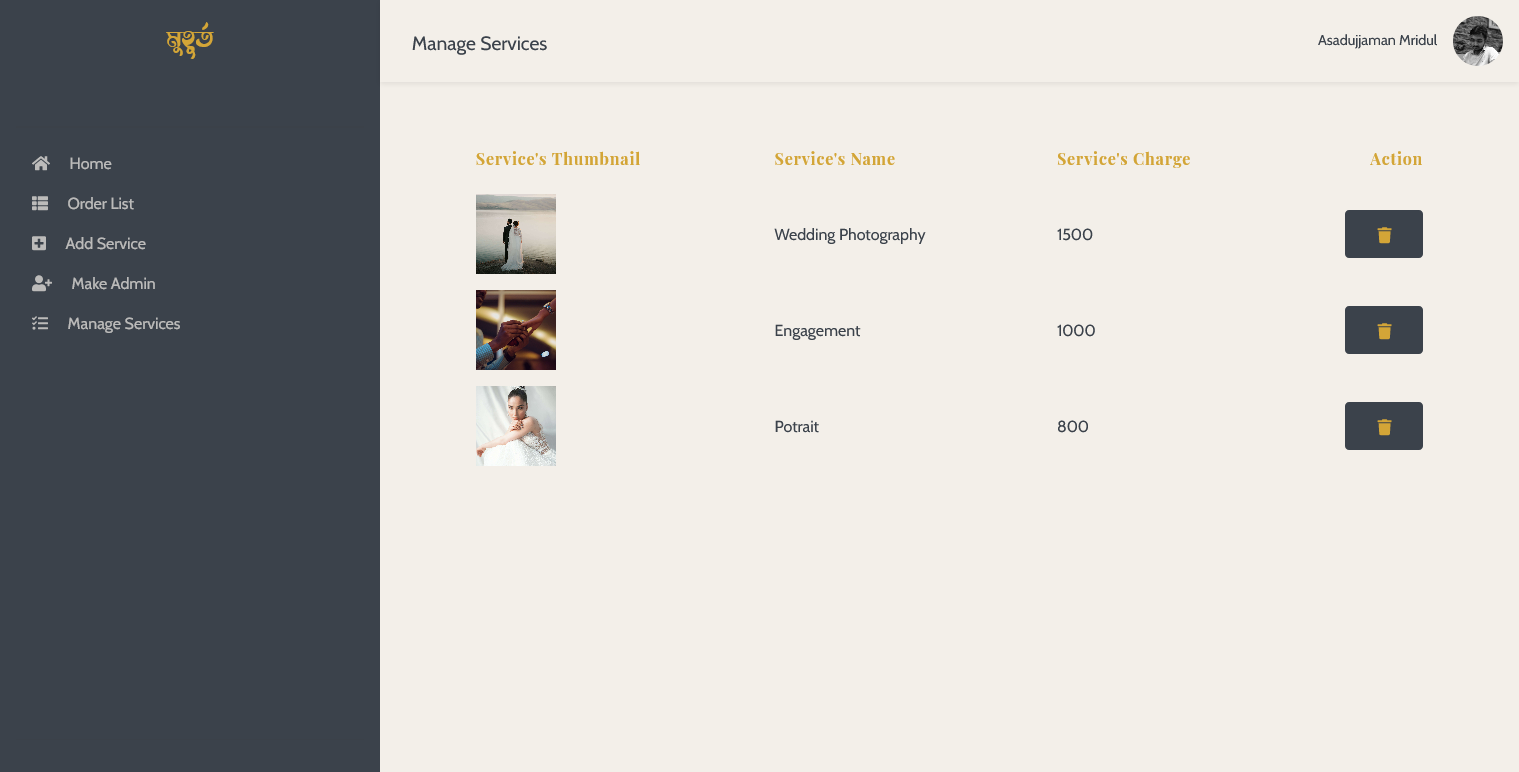 মুহূর্ত
Manage Services
Asadujjaman Mridul
Home
Order List
Add Service
Make Admin
Manage Services
Service's Thumbnail Service's Name Service's Charge Action
Wedding Photography 1500
Engagement 1000
Potrait 800